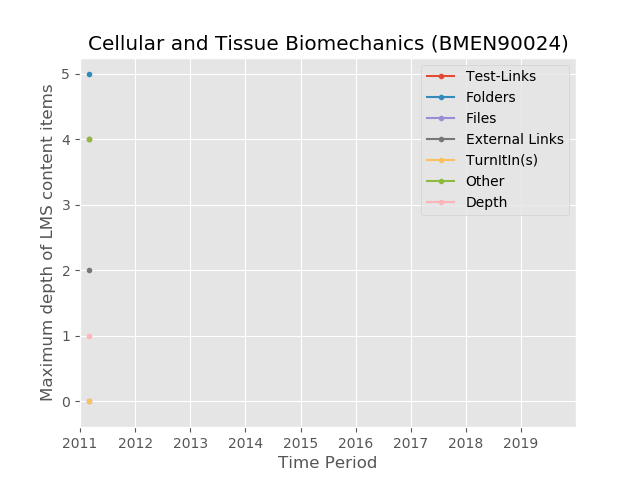 Cellular and Tissue Biomechanics (BMEN90024)
Maximum depth of LMS content items
5
4
3
2
1
0
Test-Links
Folders
Files
External Links
TurnItIn(s)
Other
Depth
2011 2012 2013 2014 2015 2016 2017 2018 2019
Time Period